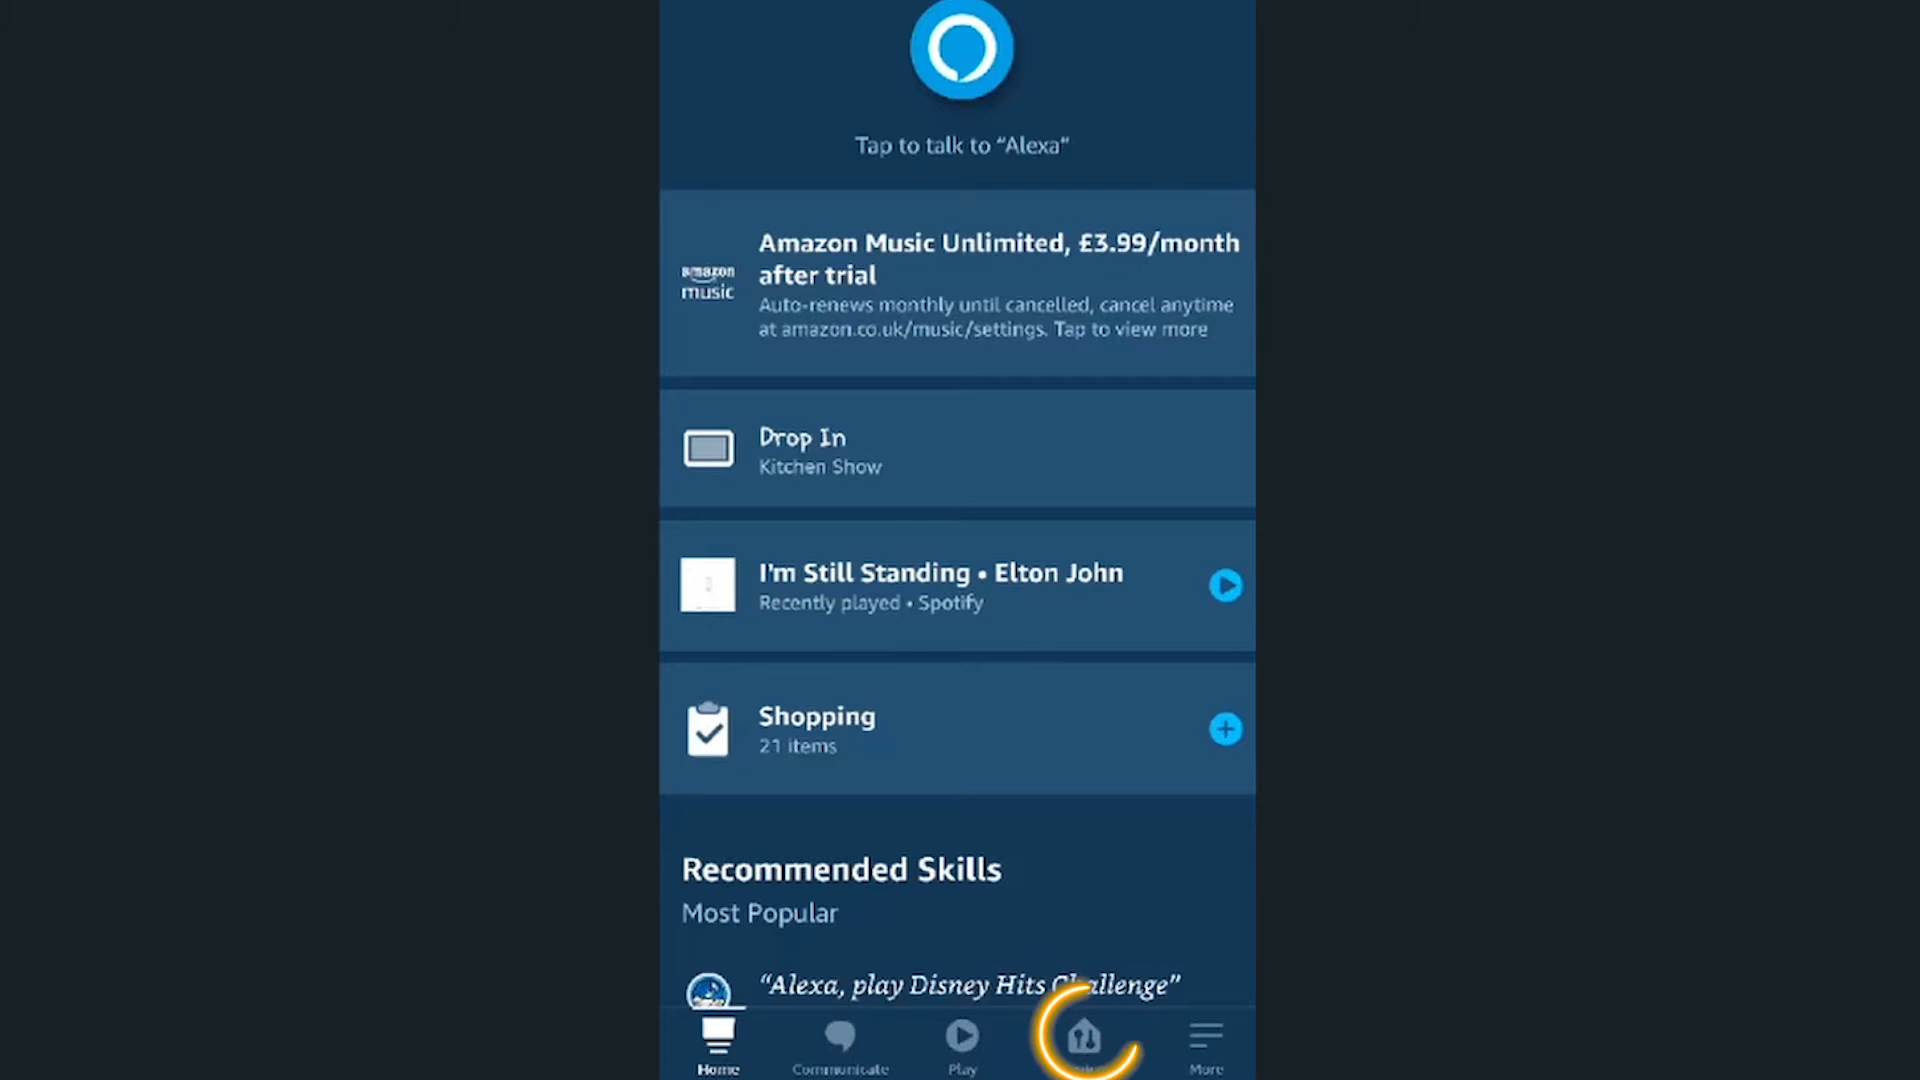 Tap to talk to “Alexa”
amazon
music
Amazon Music Unlimited, £3.99/month
after trial
Auto-renews monthly until cancelled, cancel anytime
at amazon.co.uk/music/settings. Tap to view more
Drop In
Kitchen Show
I'm Still Standing • Elton John
Recently played • Spotify
Shopping
21 items
Recommended Skills
Most Popular
“Alexa, play Disney Hits Challenge”
Home
Communicate
Play
More